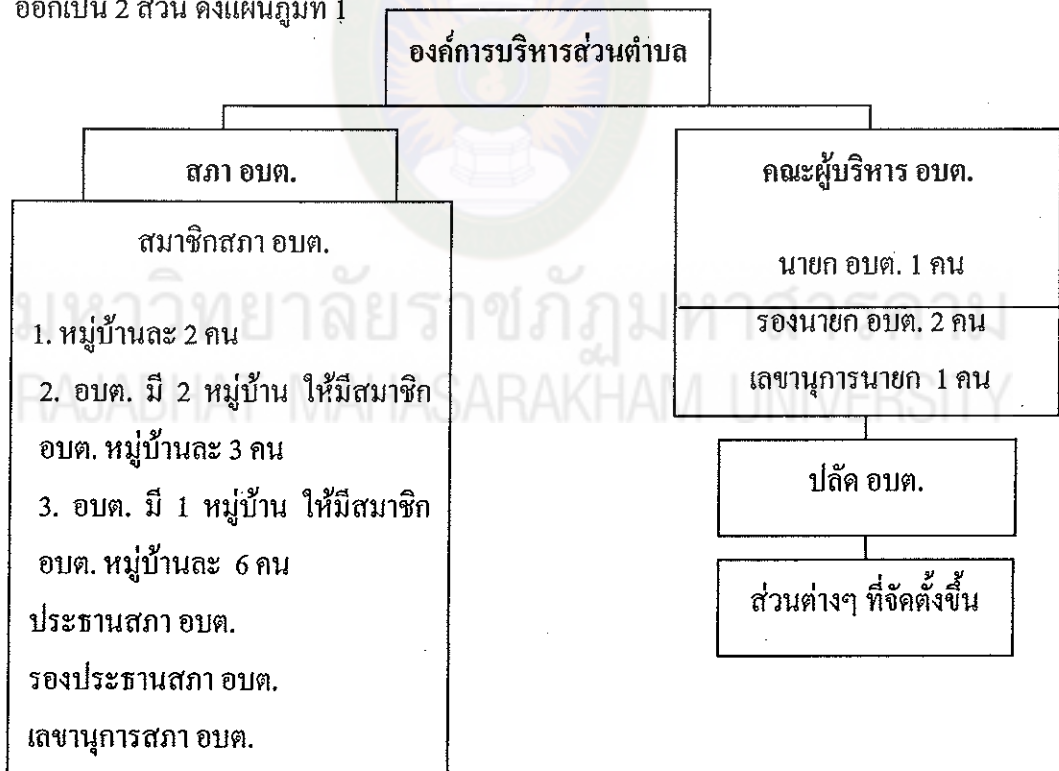 ออกเป็น 2 ส่วน ดังแผนภูมิที่ 1
องค์การบริหารส่วนตำบล
สภา อบต.
สมาชิกสภา อบต.
1. หมู่บ้านละ 2 คน
2. อบต. มี 2 หมู่บ้าน ให้มีสมาชิก
อบต. หมู่บ้านละ 3 คน
3. อบต. มี 1 หมู่บ้าน ให้มีสมาชิก
อบต. หมู่บ้านละ 6 คน
ประธานสภา อบต.
รองประธานสภา อบต.
เลขานุการสภา อบต.
คณะผู้บริหาร อบต.
นายก อบต. 1 คน
รองนายก อบต. 2 คน
เลขานุการนายก 1 คน
ปลัด อบต.
ส่วนต่างๆ ที่จัดตั้งขึ้น
มหาวิทยาลัยราชภัฏมหาสารคาม
RAJABHAT MAHASARAKHAM UNIVERSITY